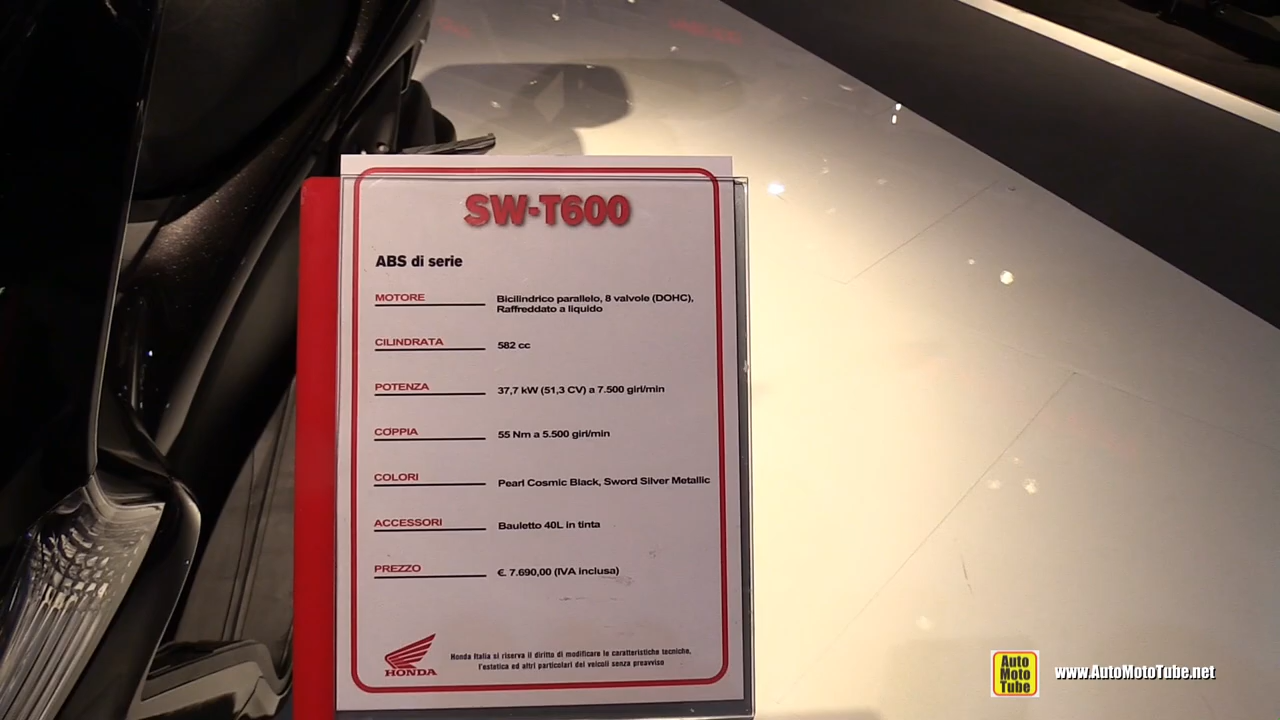 SW-T600
ABS di serie
MOTORE Bicilindrico parallelo, 8 valvole (DOHC),
Raffreddato a liquido
CILINDRATA 582 cc
POTENZA 37,7 kW (51,3 CV) a 7.500 giri/min
COPPIA 55 Nm a 5.500 giri/min
COLORI Pearl Cosmic Black, Sword Silver Metallic
ACCESSORI Bauletto 40L in tinta
PREZZO €. 7.690,00 (IVA inclusa)
HONDA
Honda Italia si riserva il diritto di modificare le caratteristiche tecniche,
l'estetica ed altri particolari dei veicoli senza preavviso
Auto
Moto
Tube
www.AutoMotoTube.net